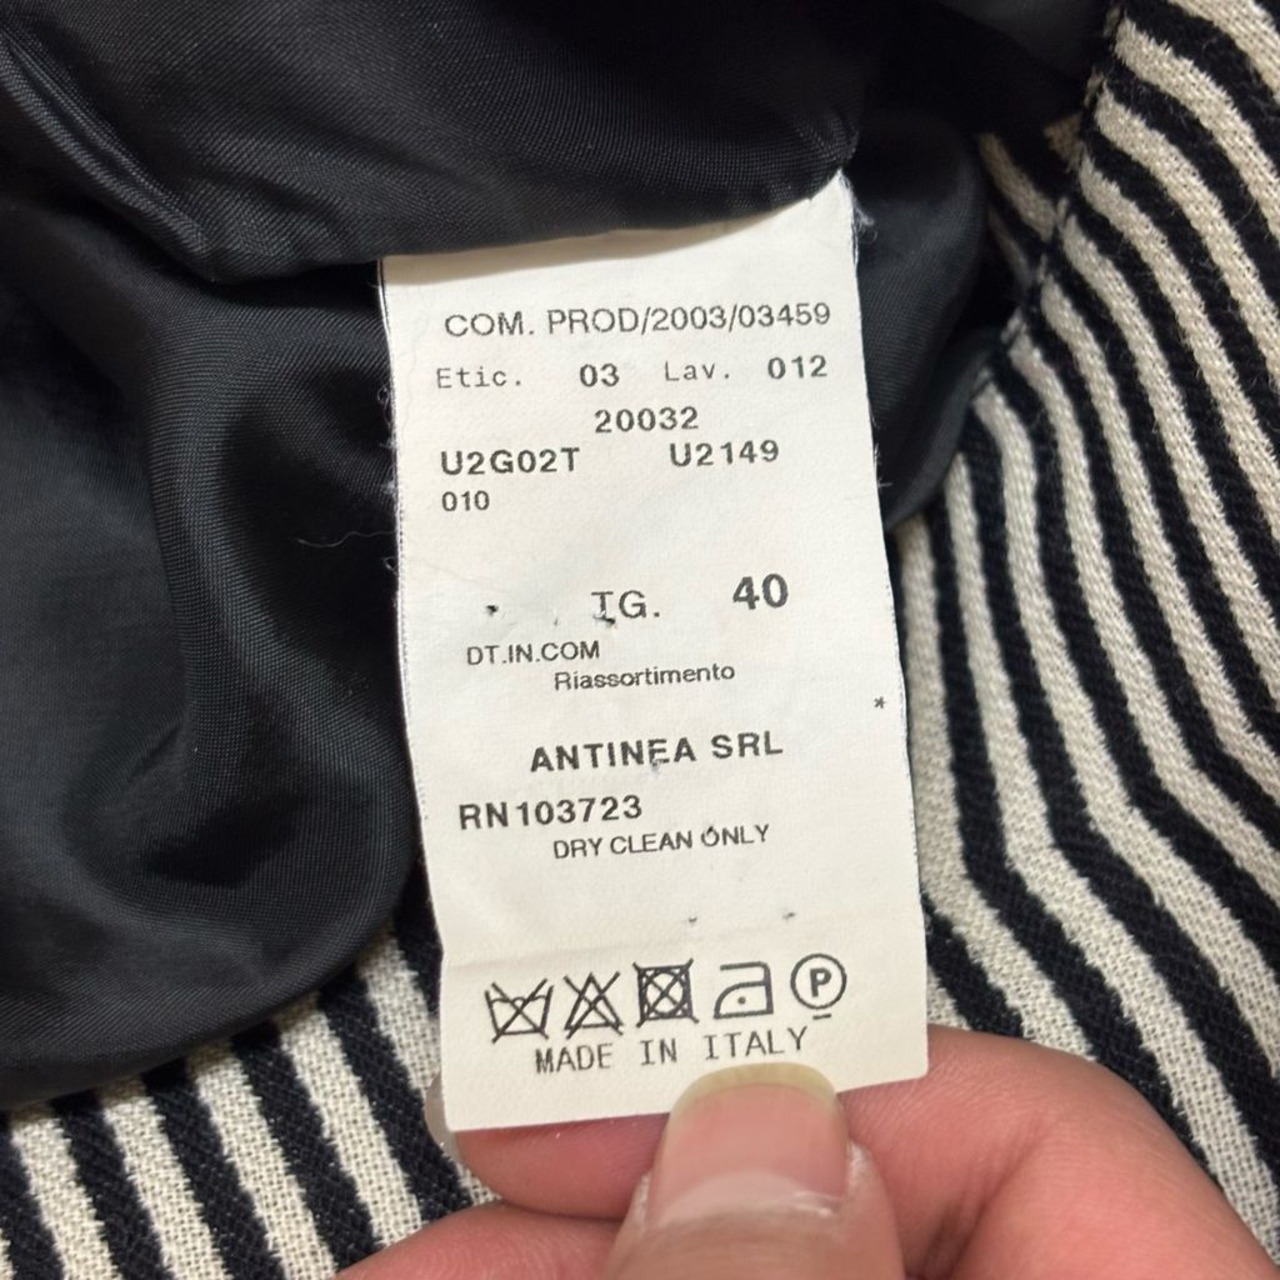 COM. PROD/2003/03459
Etic. 03 Lav. 012
20032
U2G02T U2149
010
TG. 40
DT.IN.COM
Riassortimento
*
ANTINEA SRL
RN103723
DRY CLEAN ONLY
P
MADE IN ITALY